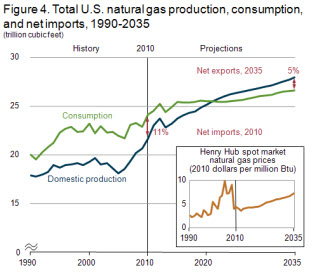 Figure 4. Total U.S. natural gas production, consumption,
and net imports, 1990-2035
(trillion cubic feet)
History 2010 Projections
30
Net exports, 2035 5%
25
Consumption
11% Net imports, 2010
20
Domestic production
Henry Hub spot market
natural gas prices
(2010 dollars per million Btu)
15
10
5
0
1990 2010 2035
0
1990 2000 2010 2020 2035